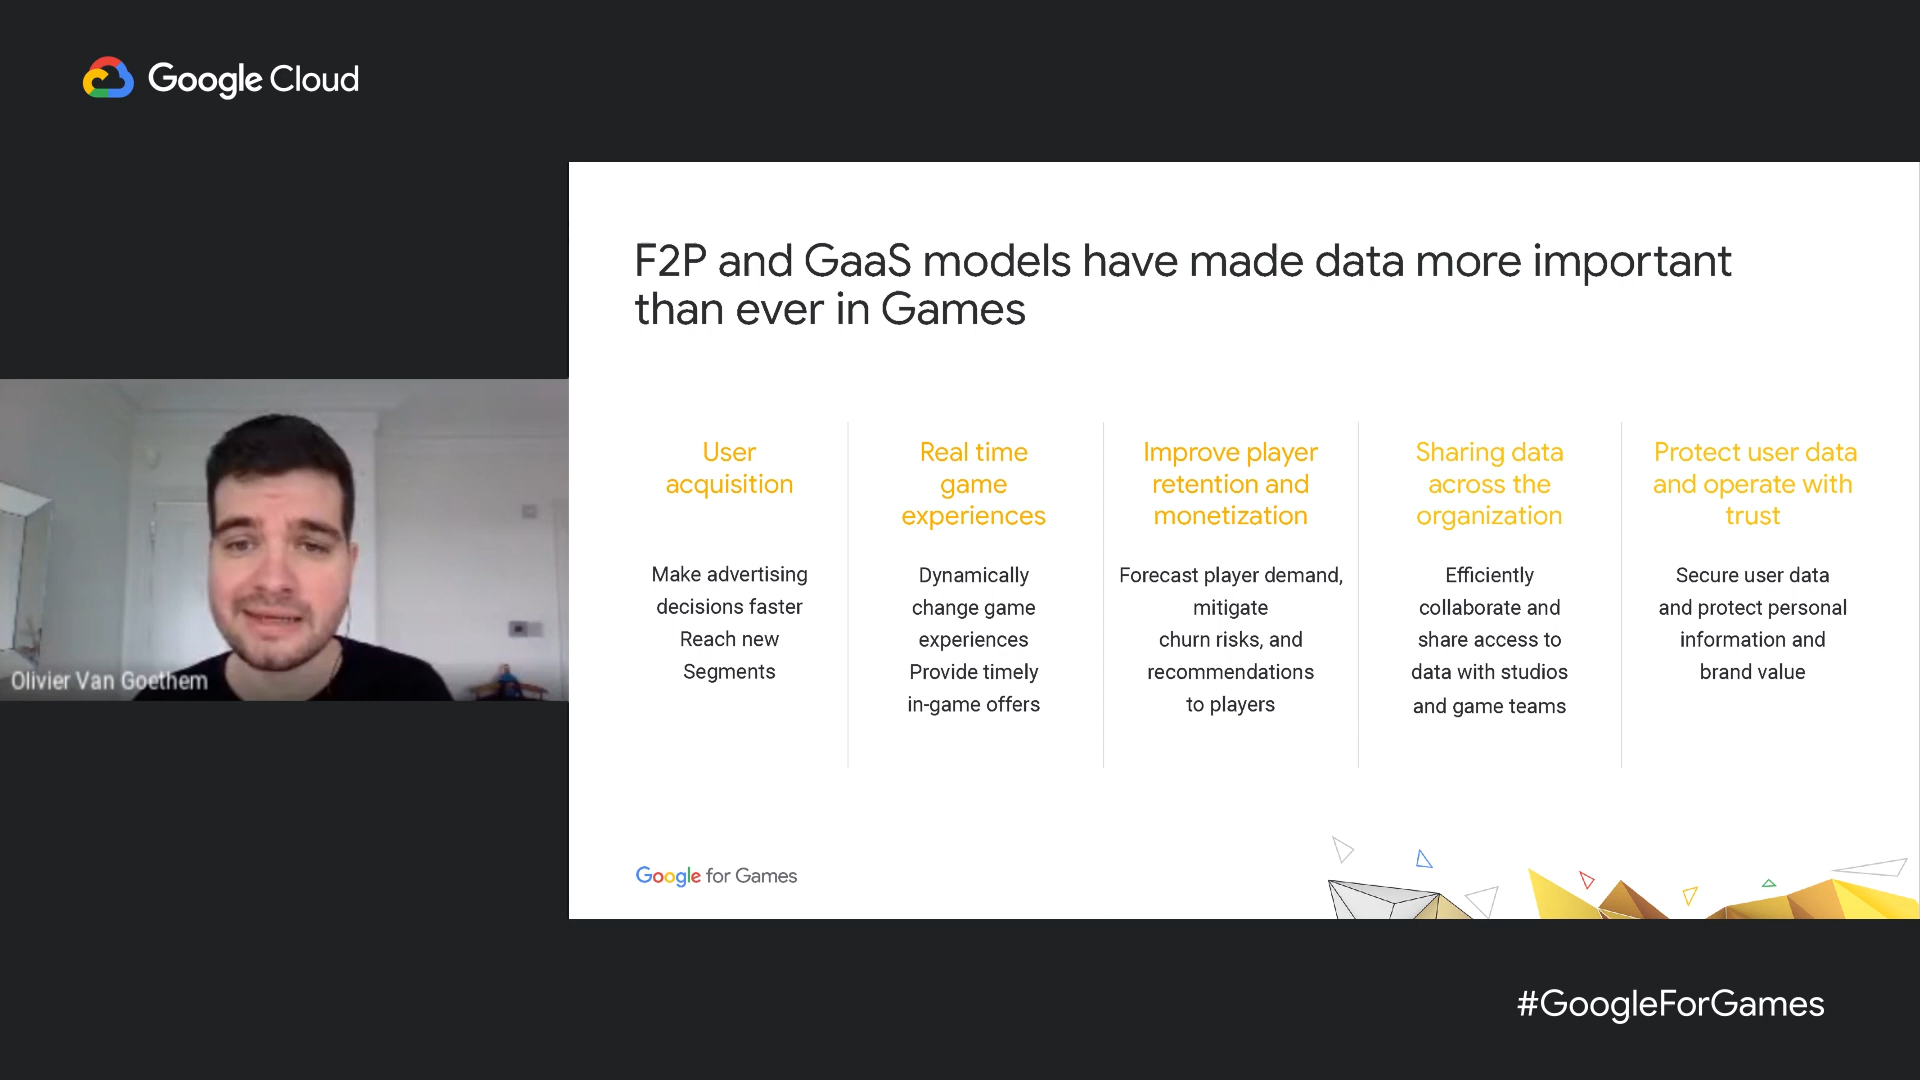 Google Cloud
F2P and GaaS models have made data more important
than ever in Games
User
acquisition
Make advertising
decisions faster
Reach new
Segments
Real time
game
experiences
Dynamically
change game
experiences
Provide timely
in-game offers
Improve player
retention and
monetization
Forecast player demand,
mitigate
churn risks, and
recommendations
to players
Sharing data
across the
organization
Efficiently
collaborate and
share access to
data with studios
and game teams
Protect user data
and operate with
trust
Secure user data
and protect personal
information and
brand value
Olivier Van Goethem
Google for Games
#GoogleForGames